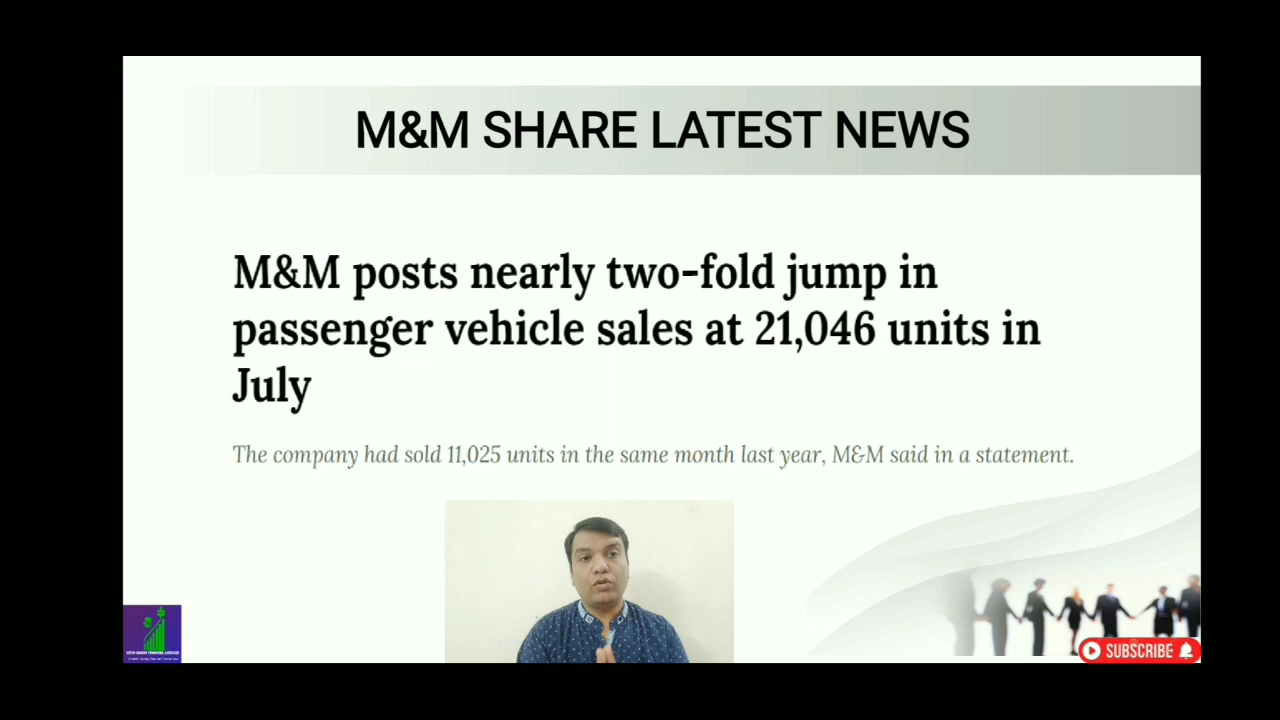 M&M SHARE LATEST NEWS
M&M posts nearly two-fold jump in
passenger vehicle sales at 21,046 units in
July
The company had sold 11,025 units in the same month last year, M&M said in a statement.
SUBSCRIBE